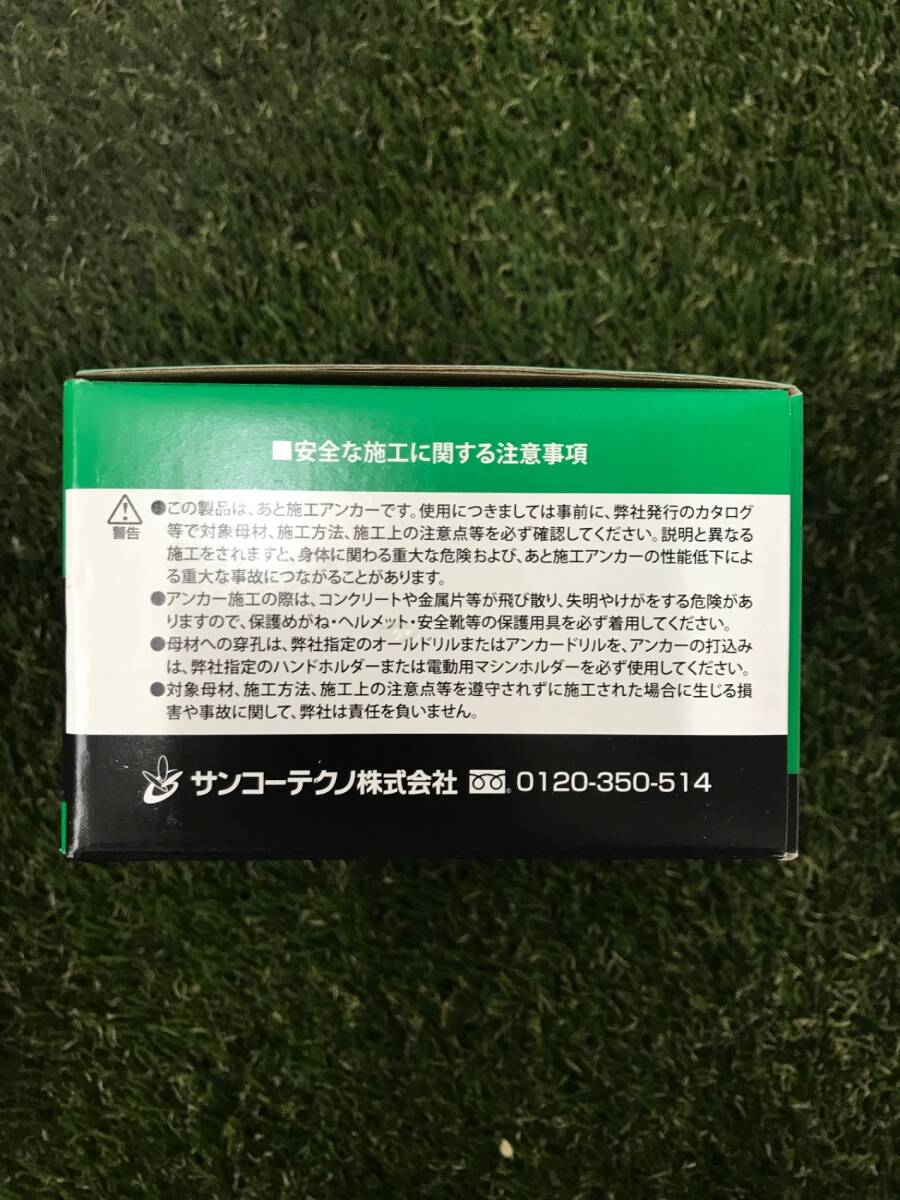 ■安全な施工に関する注意事項
警告
●この製品は、あと施工アンカーです。使用につきましては事前に、弊社発行のカタログ
等で対象母材、施工方法、施工上の注意点等を必ず確認してください。説明と異なる
施工をされますと、身体に関わる重大な危険および、あと施工アンカーの性能低下によ
る重大な事故につながることがあります。
●アンカー施工の際は、コンクリートや金属片等が飛び散り、失明やけがをする危険があ
りますので、保護めがね・ヘルメット・安全靴等の保護用具を必ず着用してください。
●母材への穿孔は、弊社指定のオールドリルまたはアンカードリルを、アンカーの打込み
は、弊社指定のハンドホルダーまたは電動用マシンホルダーを必ず使用してください。
●対象母材、施工方法、施工上の注意点等を遵守されずに施工された場合に生じる損
害や事故に関して、弊社は責任を負いません。
サンコーテクノ株式会社 0120-350-514